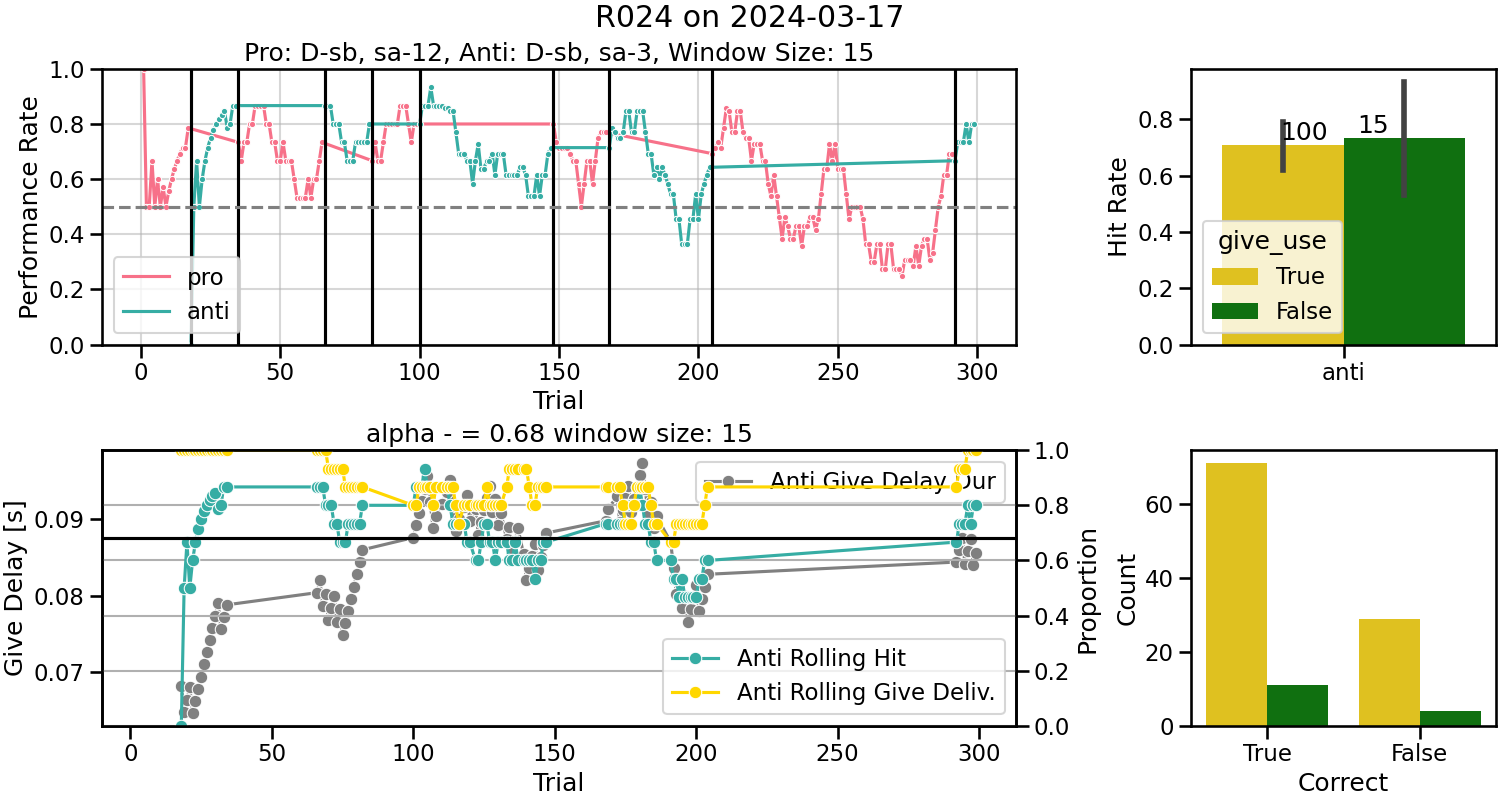 R024 on 2024-03-17
Pro: D-sb, sa-12, Anti: D-sb, sa-3, Window Size: 15
Performance Rate
1.0
0.8
0.6
0.4
0.2
0.0
pro
anti
0 50 100 150 200 250 300
Trial
Hit Rate
0.8
0.6
0.4
0.2
0.0
100 15
give_use
True
False
anti
alpha - = 0.68 window size: 15
Give Delay [s]
0.09
0.08
0.07
Anti Give Delay Dur
Anti Rolling Hit
Anti Rolling Give Deliv.
1.0
0.8
0.6
0.4
0.2
0.0
Proportion
0 50 100 150 200 250 300
Trial
Count
60
40
20
0
True False
Correct